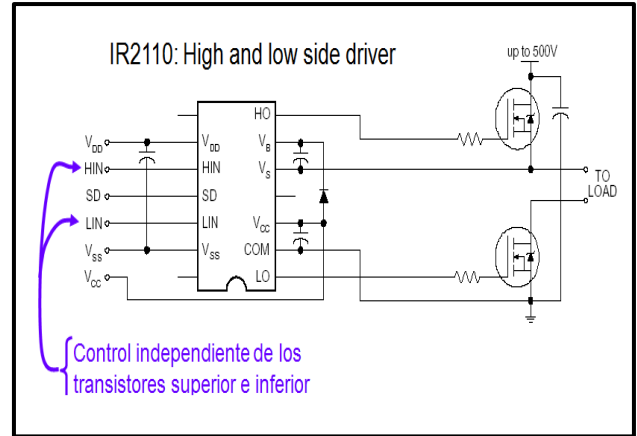 IR2110: High and low side driver
up to 500V
HO
VDD
VDD
VB
HIN
HIN
VS
TO
LOAD
SD
SD
LIN
LIN
VCC
VSS
VSS
COM
VCC
LO
Control independiente de los
transistores superior e inferior